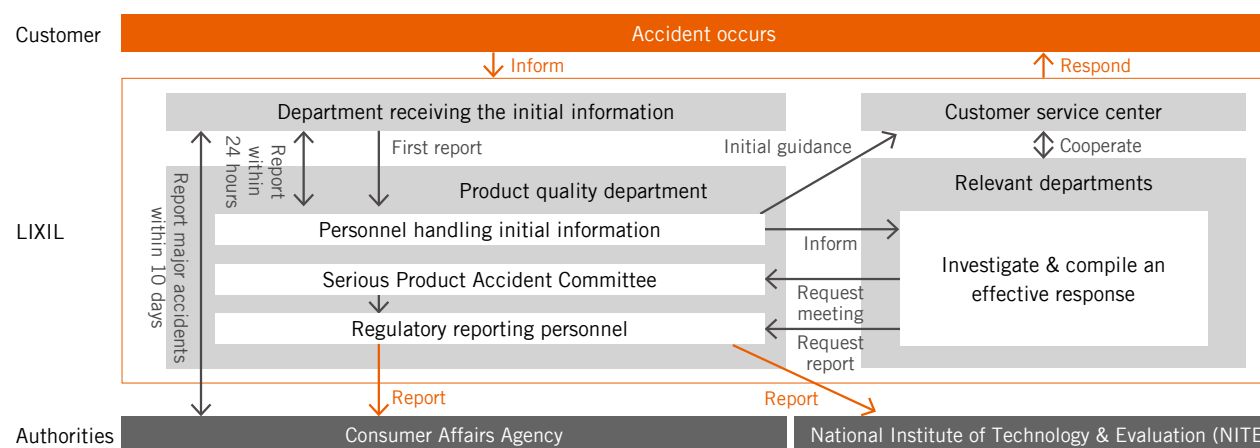 Customer
Accident occurs
Inform
Respond
Department receiving the initial information
Customer service center
Report
within
24 hours
First report
Initial guidance
Cooperate
Report major accidents
within 10 days
Product quality department
Relevant departments
LIXIL
Personnel handling initial information
Inform
Investigate & compile an
effective response
Serious Product Accident Committee
Request
meeting
Regulatory reporting personnel
Request
report
Report
Report
Authorities
Consumer Affairs Agency
National Institute of Technology & Evaluation (NITE